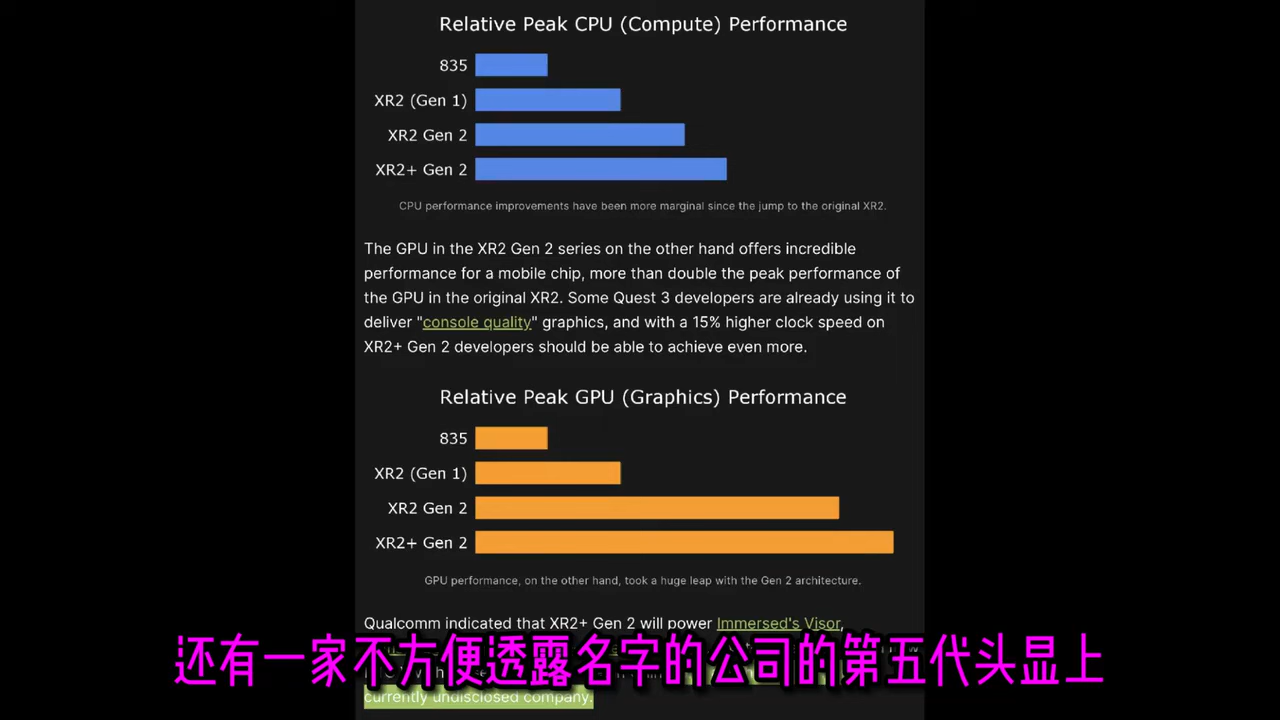 Relative Peak CPU (Compute) Performance
835
XR2 (Gen 1)
XR2 Gen 2
XR2+ Gen 2
CPU performance improvements have been more marginal since the jump to the original XR2.
The GPU in the XR2 Gen 2 series on the other hand offers incredible
performance for a mobile chip, more than double the peak performance of
the GPU in the original XR2. Some Quest 3 developers are already using it to
deliver "console quality" graphics, and with a 15% higher clock speed on
XR2+ Gen 2 developers should be able to achieve even more.
Relative Peak GPU (Graphics) Performance
835
XR2 (Gen 1)
XR2 Gen 2
XR2+ Gen 2
GPU performance, on the other hand, took a huge leap with the Gen 2 architecture.
Qualcomm indicated that XR2+ Gen 2 will power Immersed's Visor,
还有一家不方便透露名字的公司的第五代头显上
currently undisclosed company.